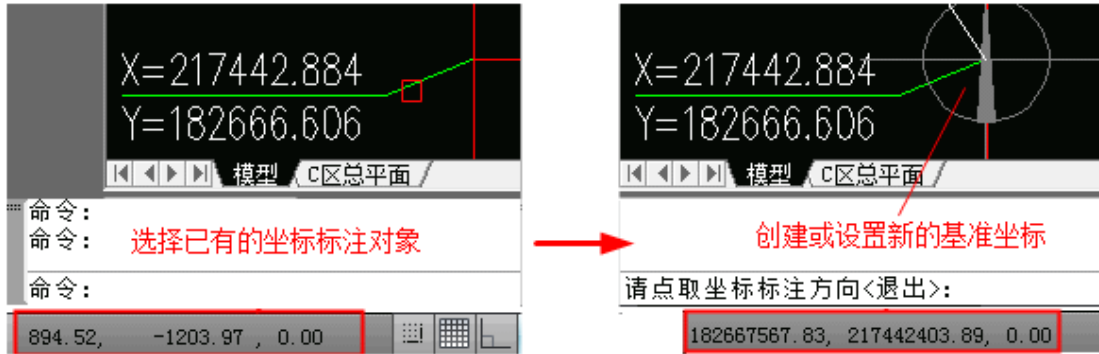 X=217442.884
Y=182666.606
模型 C区总平面
命令:
命令: 选择已有的坐标标注对象
命令:
894.52, -1203.97 , 0.00
X=217442.884
Y=182666.606
模型 C区总平面
创建或设置新的基准坐标
请点取坐标标注方向<退出>:
182667567.83, 217442403.89, 0.00